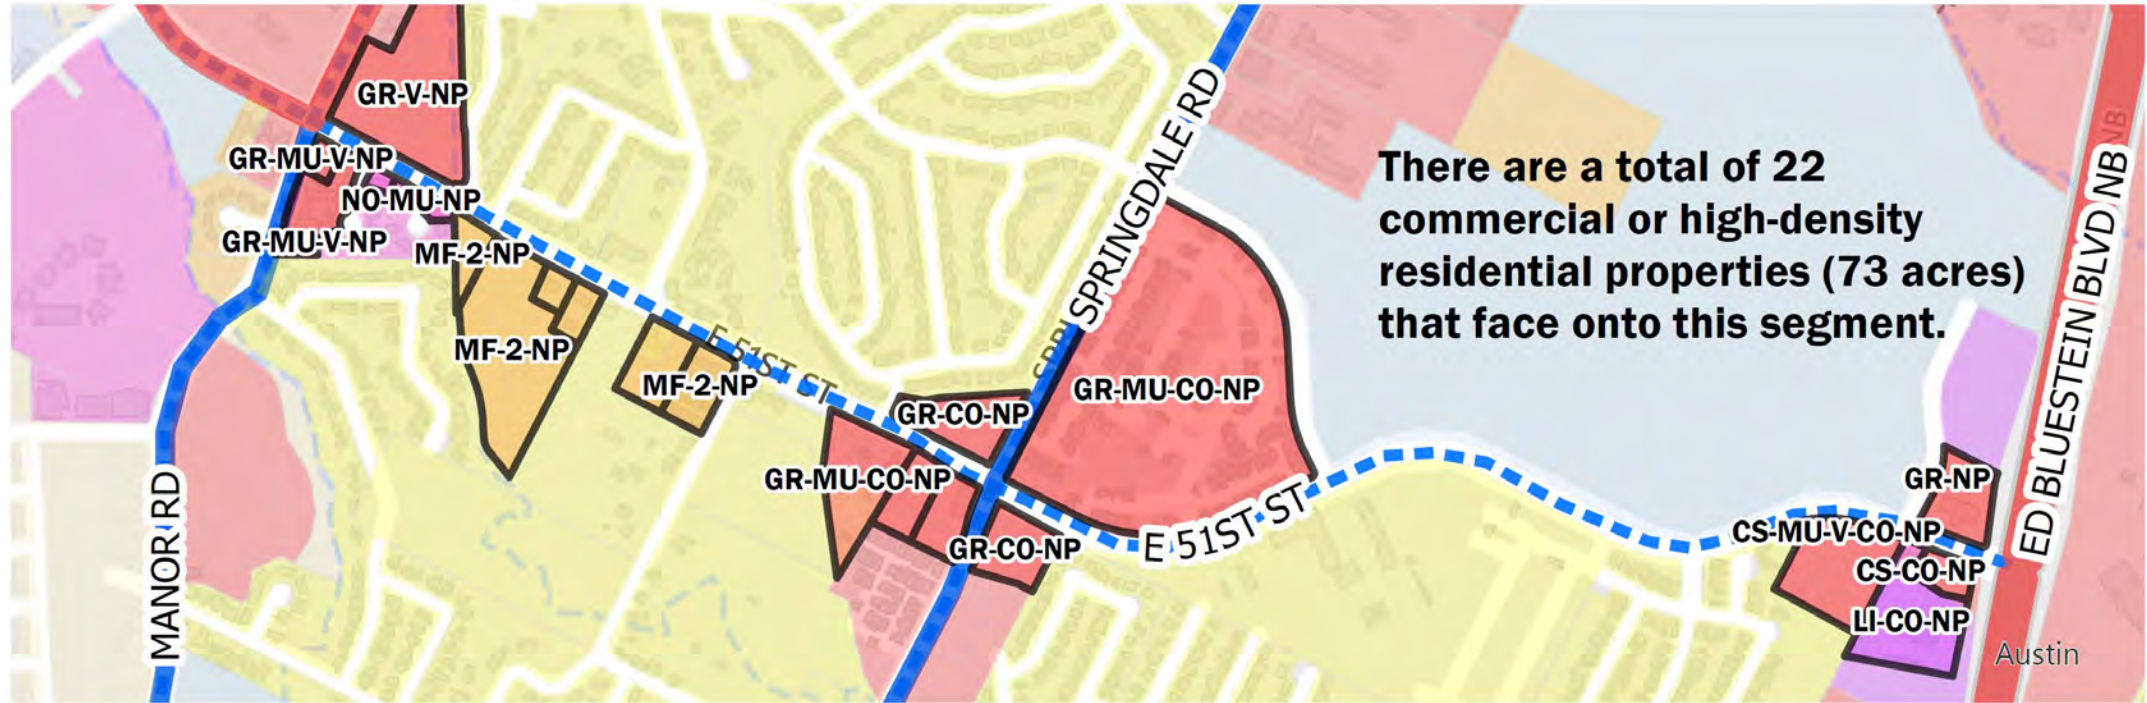 GR-V-NP
GR-MU-V-NP
NO-MU-NP
GR-MU-V-NP
MF-2-NP
MF-2-NP
MF-2-NP
E 51ST ST
SPRINGDALE RD
GR-MU-CO-NP
GR-CO-NP
GR-MU-CO-NP
GR-CO-NP
E 51ST ST
MANOR RD
There are a total of 22
commercial or high-density
residential properties (73 acres)
that face onto this segment.
ED BLUESTEIN BLVD NB
GR-NP
CS-MU-V-CO-NP
CS-CO-NP
LI-CO-NP
Austin